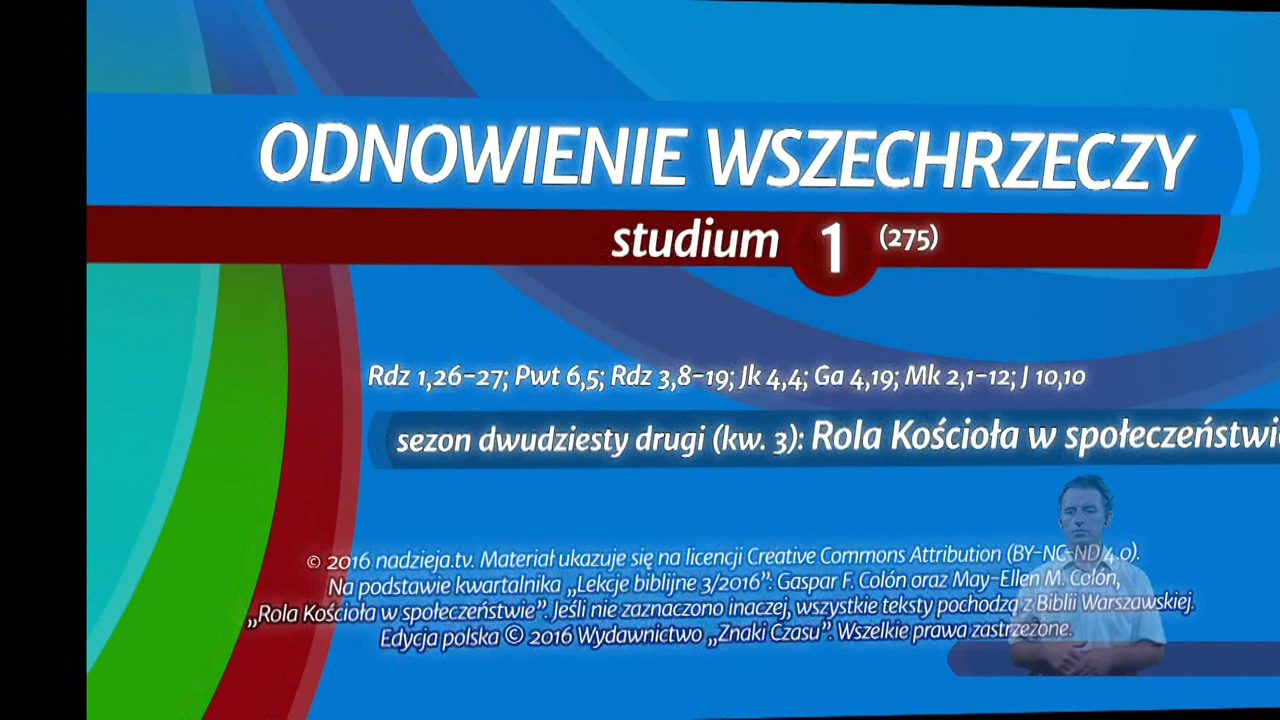 ODNOWIENIE WSZECHRZECZY
studium 1 (275)
Rdz 1,26–27; Pwt 6,5; Rdz 3,8–19; Jk 4,4; Ga 4,19; Mk 2,1–12; J 10,10
sezon dwudziesty drugi (kw. 3): Rola Kościoła w społeczeństwie
© 2016 nadzieja.tv. Materiał ukazuje się na licencji Creative Commons Attribution (BY-NC-ND 4.0).
Na podstawie kwartalnika „Lekcje biblijne 3/2016”: Gaspar F. Colón oraz May-Ellen M. Colón,
„Rola Kościoła w społeczeństwie”. Jeśli nie zaznaczono inaczej, wszystkie teksty pochodzą z Biblii Warszawskiej.
Edycja polska © 2016 Wydawnictwo „Znaki Czasu”. Wszelkie prawa zastrzeżone.